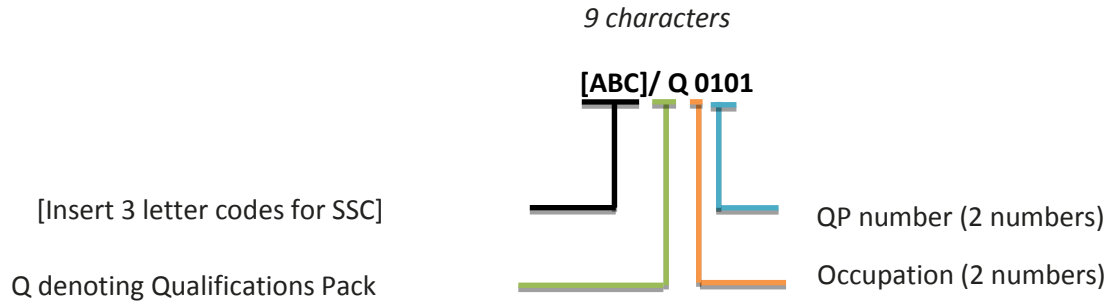 9 characters
[ABC]/ Q 0101
[Insert 3 letter codes for SSC]
QP number (2 numbers)
Q denoting Qualifications Pack
Occupation (2 numbers)